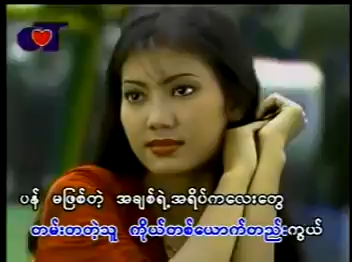 CT
ပန် မဖြစ်တဲ့ အချစ်ရဲ့အရိပ်ကလေးတွေ
တမ်းတတဲ့သူ ကိုယ်တစ်ယောက်တည်းကွယ်